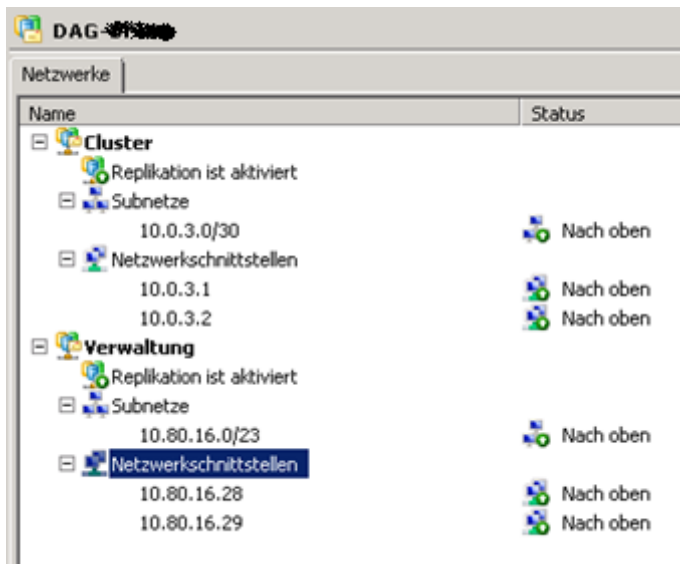 DAG-
Netzwerke
Name Status
Cluster
Replikation ist aktiviert
Subnetze
10.0.3.0/30 Nach oben
Netzwerkschnittstellen
10.0.3.1 Nach oben
10.0.3.2 Nach oben
Verwaltung
Replikation ist aktiviert
Subnetze
10.80.16.0/23 Nach oben
Netzwerkschnittstellen
10.80.16.28 Nach oben
10.80.16.29 Nach oben